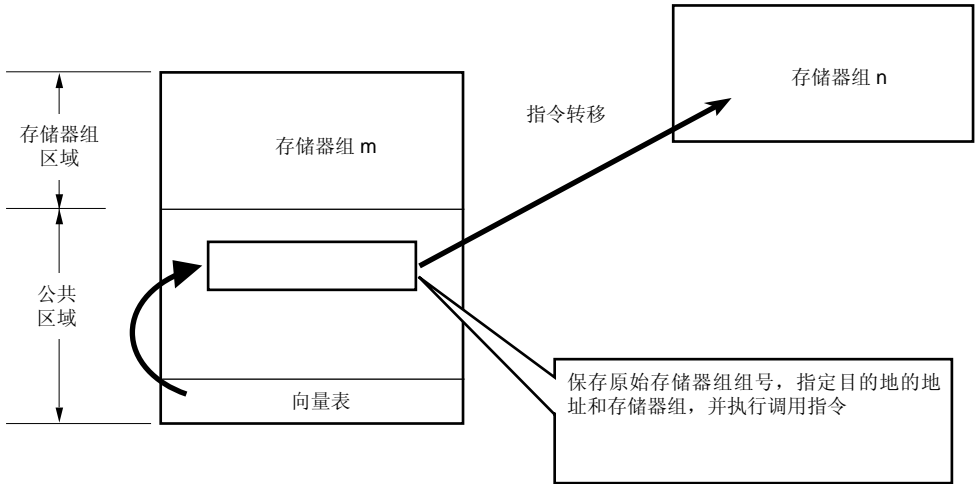 存储器组 n
指令转移
存储器组
区域
存储器组 m
公共
区域
保存原始存储器组组号，指定目的地的地
址和存储器组，并执行调用指令
向量表